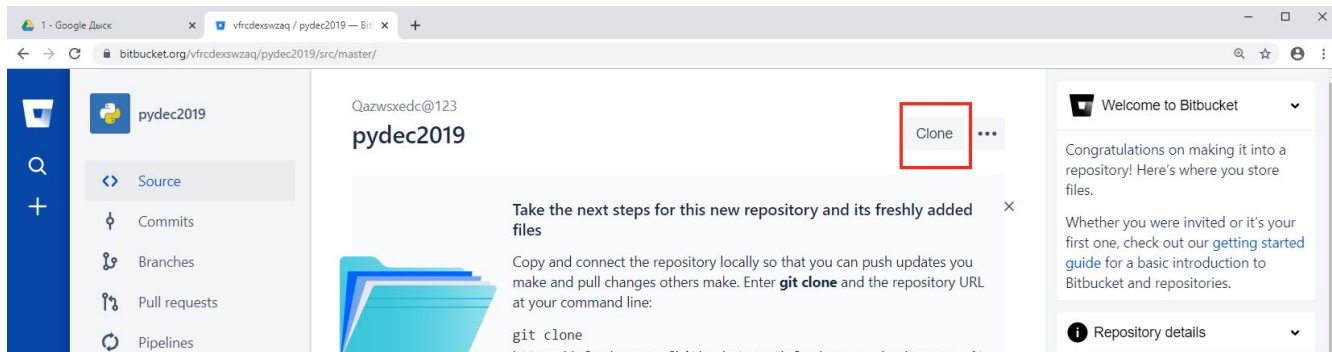 1 - Google Диск
vfrcdexswzaq / pydec2019 — Bit
bitbucket.org/vfrcdexswzaq/pydec2019/src/master/
pydec2019
Source
Commits
Branches
Pull requests
Pipelines
Qazwsxedc@123
pydec2019
Clone
Take the next steps for this new repository and its freshly added
files
Copy and connect the repository locally so that you can push updates you
make and pull changes others make. Enter git clone and the repository URL
at your command line:
git clone
Welcome to Bitbucket
Congratulations on making it into a
repository! Here's where you store
files.
Whether you were invited or it's your
first one, check out our getting started
guide for a basic introduction to
Bitbucket and repositories.
Repository details